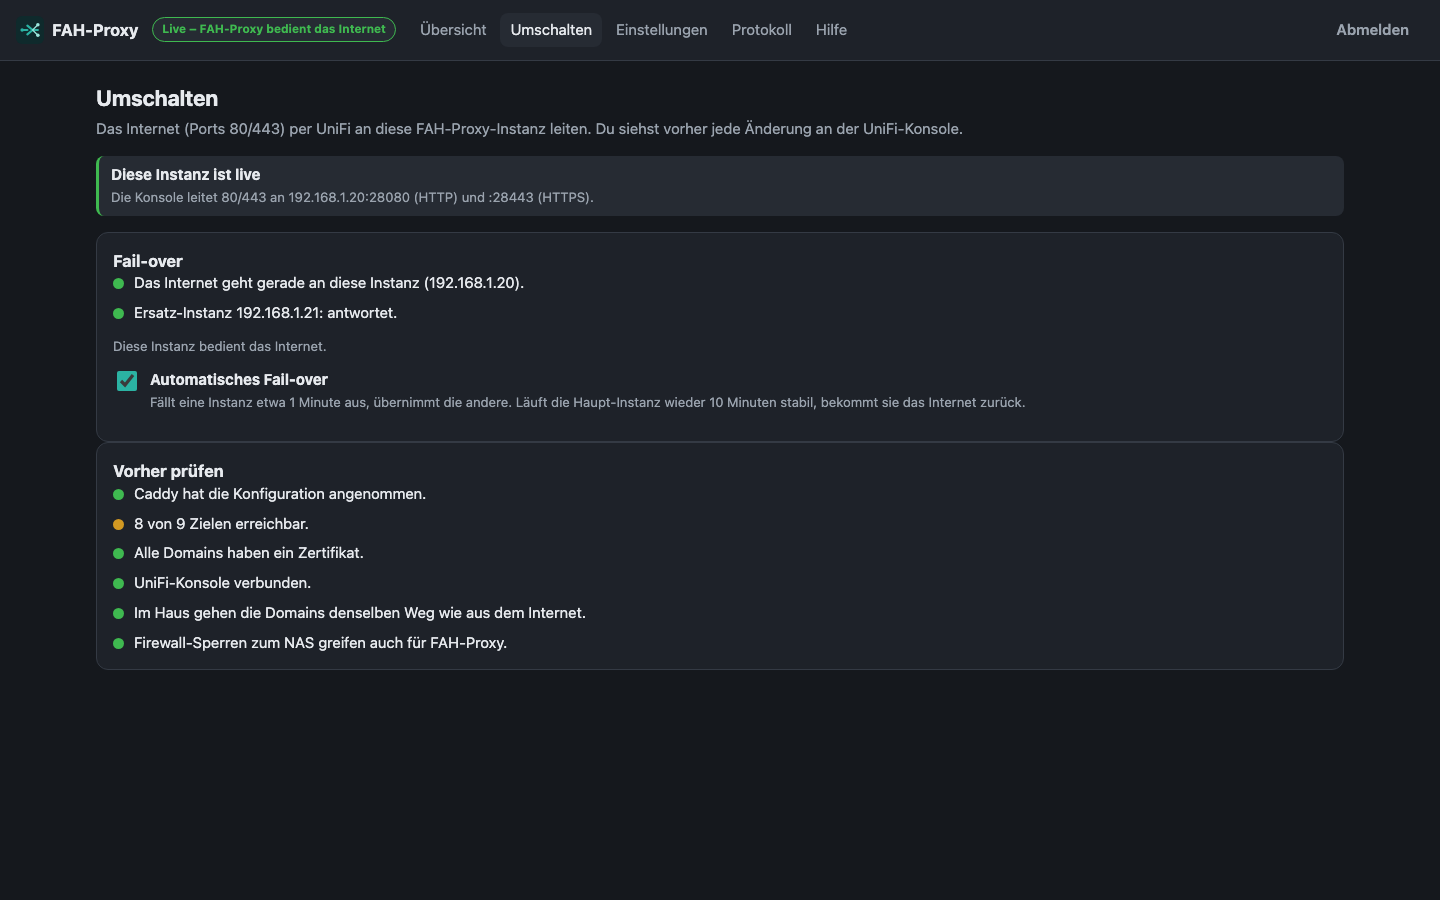 FAH-Proxy
Live – FAH-Proxy bedient das Internet
Übersicht
Umschalten
Einstellungen
Protokoll
Hilfe
Abmelden
Umschalten
Das Internet (Ports 80/443) per UniFi an diese FAH-Proxy-Instanz leiten. Du siehst vorher jede Änderung an der UniFi-Konsole.
Diese Instanz ist live
Die Konsole leitet 80/443 an 192.168.1.20:28080 (HTTP) und :28443 (HTTPS).
Fail-over
Das Internet geht gerade an diese Instanz (192.168.1.20).
Ersatz-Instanz 192.168.1.21: antwortet.
Diese Instanz bedient das Internet.
Automatisches Fail-over
Fällt eine Instanz etwa 1 Minute aus, übernimmt die andere. Läuft die Haupt-Instanz wieder 10 Minuten stabil, bekommt sie das Internet zurück.
Vorher prüfen
Caddy hat die Konfiguration angenommen.
8 von 9 Zielen erreichbar.
Alle Domains haben ein Zertifikat.
UniFi-Konsole verbunden.
Im Haus gehen die Domains denselben Weg wie aus dem Internet.
Firewall-Sperren zum NAS greifen auch für FAH-Proxy.